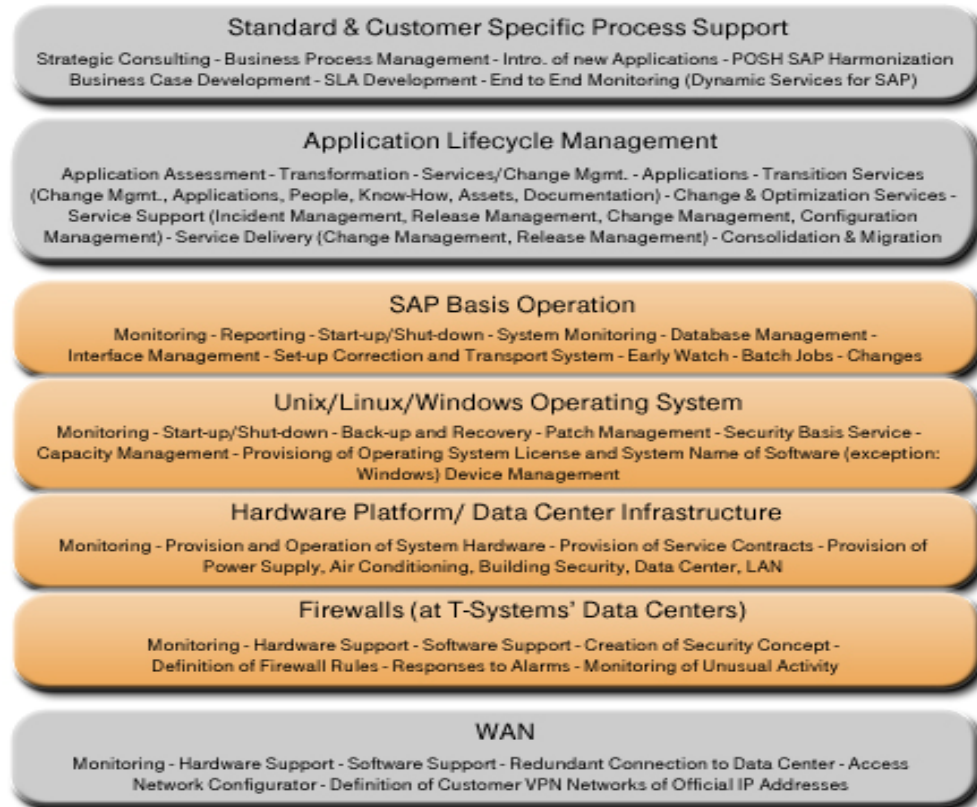 Standard & Customer Specific Process Support
Strategic Consulting - Business Process Management - Intro. of new Applications - POSH SAP Harmonization
Business Case Development - SLA Development - End to End Monitoring (Dynamic Services for SAP)
Application Lifecycle Management
Application Assessment - Transformation - Services/Change Mgmt. - Applications - Transition Services
(Change Mgmt., Applications, People, Know-How, Assets, Documentation) - Change & Optimization Services -
Service Support (Incident Management, Release Management, Change Management, Configuration
Management) - Service Delivery (Change Management, Release Management) - Consolidation & Migration
SAP Basis Operation
Monitoring - Reporting - Start-up/Shut-down - System Monitoring - Database Management -
Interface Management - Set-up Correction and Transport System - Early Watch - Batch Jobs - Changes
Unix/Linux/Windows Operating System
Monitoring - Start-up/Shut-down - Back-up and Recovery - Patch Management - Security Basis Service -
Capacity Management - Provisiong of Operating System License and System Name of Software (exception:
Windows) Device Management
Hardware Platform/ Data Center Infrastructure
Monitoring - Provision and Operation of System Hardware - Provision of Service Contracts - Provision of
Power Supply, Air Conditioning, Building Security, Data Center, LAN
Firewalls (at T-Systems' Data Centers)
Monitoring - Hardware Support - Software Support - Creation of Security Concept -
Definition of Firewall Rules - Responses to Alarms - Monitoring of Unusual Activity
WAN
Monitoring - Hardware Support - Software Support - Redundant Connection to Data Center - Access
Network Configurator - Definition of Customer VPN Networks of Official IP Addresses